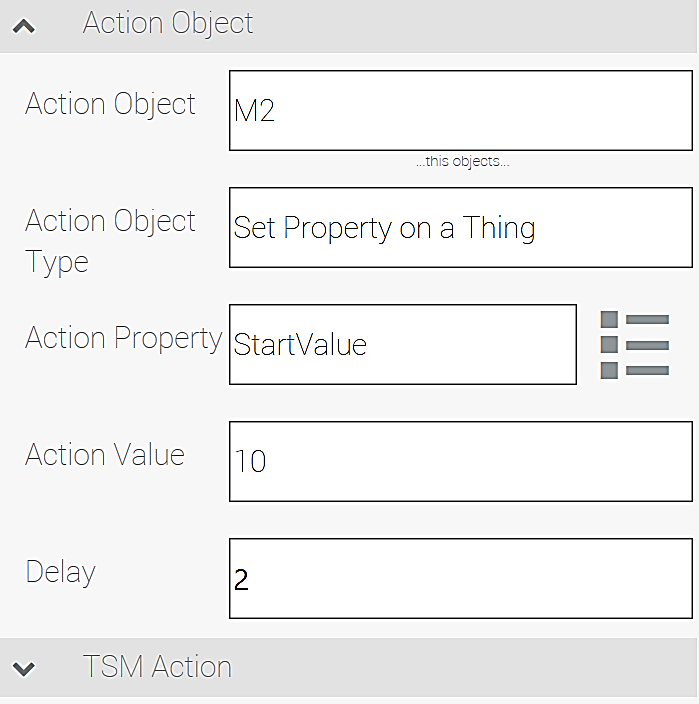 Action Object
Action Object
M2
...this objects...
Action Object
Type
Set Property on a Thing
Action Property
StartValue
Action Value
10
Delay
2
TSM Action